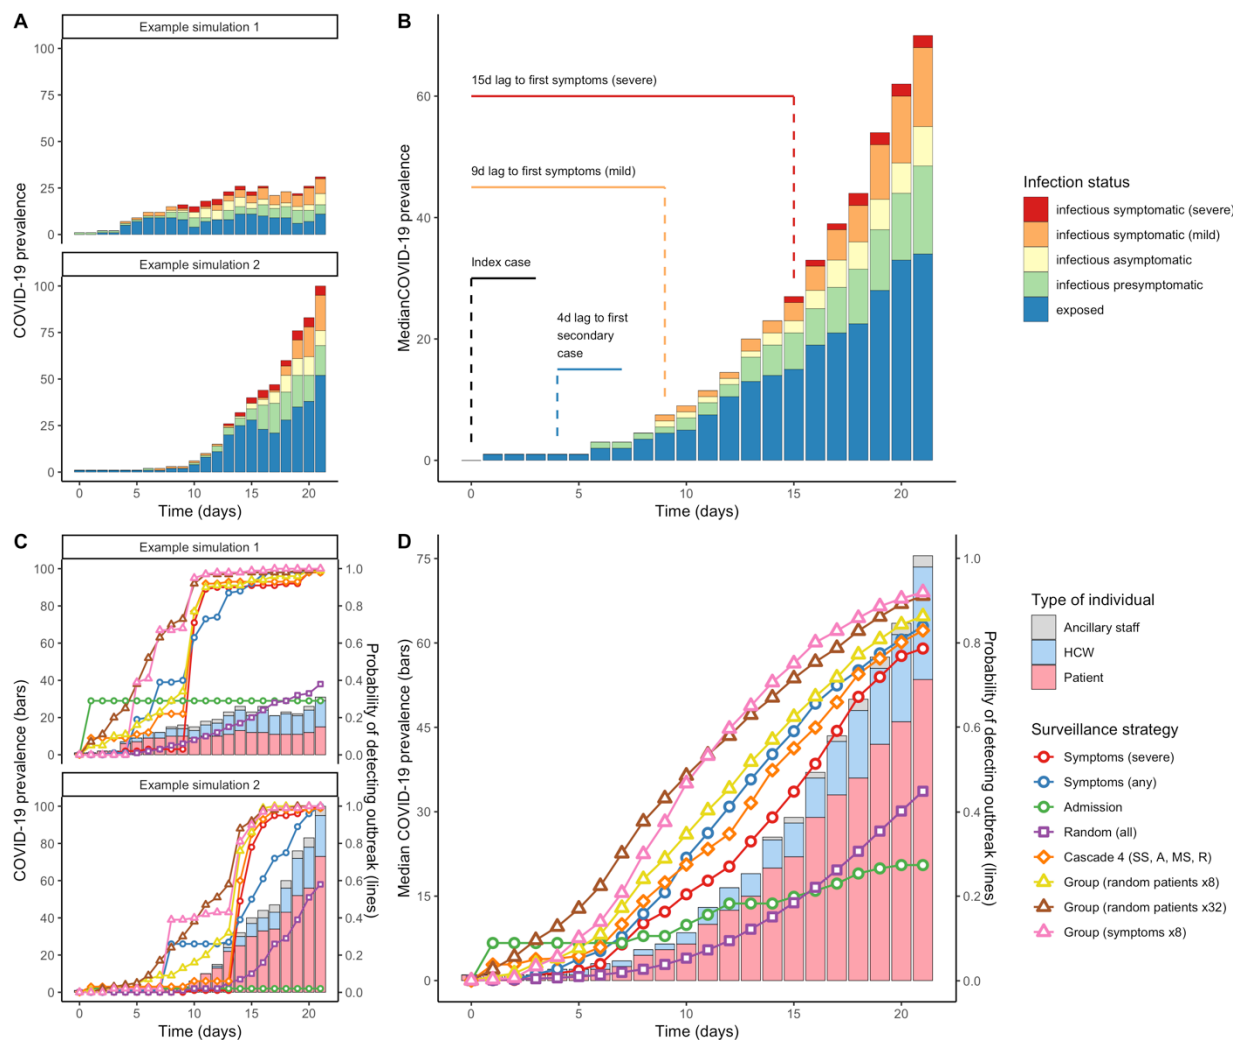 A
Example simulation 1
100
75
50
25
0
Example simulation 2
100
75
50
25
0
COVID-19 prevalence
0
5
10
15
20
Time (days)
B
MedianCOVID-19 prevalence
60
40
20
0
15d lag to first symptoms (severe)
9d lag to first symptoms (mild)
Index case
4d lag to first
secondary
case
0
5
10
15
20
Time (days)
Infection status
infectious symptomatic (severe)
infectious symptomatic (mild)
infectious asymptomatic
infectious presymptomatic
exposed
C
Example simulation 1
100
80
60
40
20
0
1.0
0.8
0.6
0.4
0.2
0.0
Example simulation 2
100
80
60
40
20
0
1.0
0.8
0.6
0.4
0.2
0.0
COVID-19 prevalence (bars)
Probability of detecting outbreak (lines)
0
5
10
15
20
Time (days)
D
Median COVID-19 prevalence (bars)
75
60
45
30
15
0
1.0
0.8
0.6
0.4
0.2
0.0
Probability of detecting outbreak (lines)
0
5
10
15
20
Time (days)
Type of individual
Ancillary staff
HCW
Patient
Surveillance strategy
Symptoms (severe)
Symptoms (any)
Admission
Random (all)
Cascade 4 (SS, A, MS, R)
Group (random patients x8)
Group (random patients x32)
Group (symptoms x8)